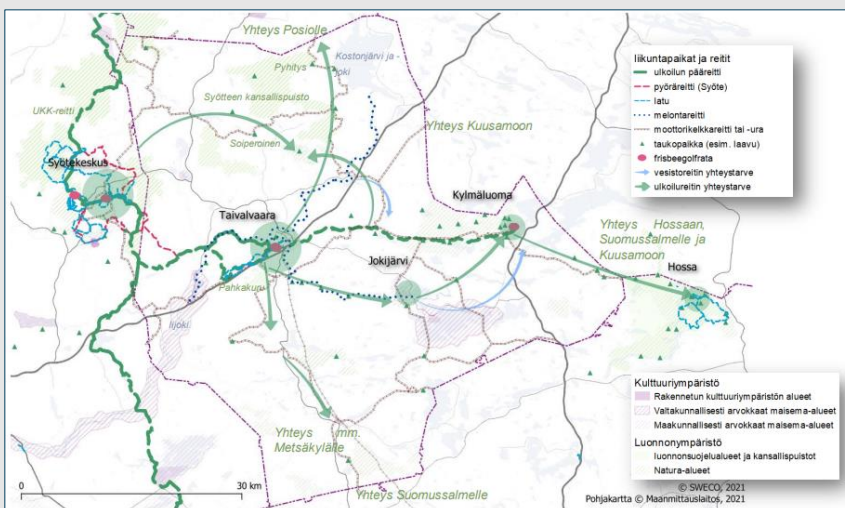 Yhteys Posiolle
Kostonjärvi ja -
joki
Pyhitys
Syötteen kansallispuisto
UKK-reitti
Soiperoinen
Yhteys Kuusamoon
Syötekeskus
Kylmäluoma
Taivalvaara
Yhteys Hossaan,
Suomussalmelle ja
Kuusamoon
Jokijärvi
Hossa
Pahkakuru
Iijoki
Yhteys mm.
Metsäkylälle
Yhteys Suomussalmelle
0 30 km
liikuntapaikat ja reitit
ulkoilun pääreitti
pyöräreitti (Syöte)
latu
melontareitti
moottorikelkkareitti tai -ura
taukopaikka (esim. laavu)
frisbeegolfrata
vesistoreitin yhteystarve
ulkoilureitin yhteystarve
Kulttuuriympäristö
Rakennetun kulttuuriympäristön alueet
Valtakunnallisesti arvokkaat maisema-alueet
Maakunnallisesti arvokkaat maisema-alueet
Luonnonympäristö
luonnonsuojelualueet ja kansallispuistot
Natura-alueet
© SWECO, 2021
Pohjakartta © Maanmittauslaitos, 2021